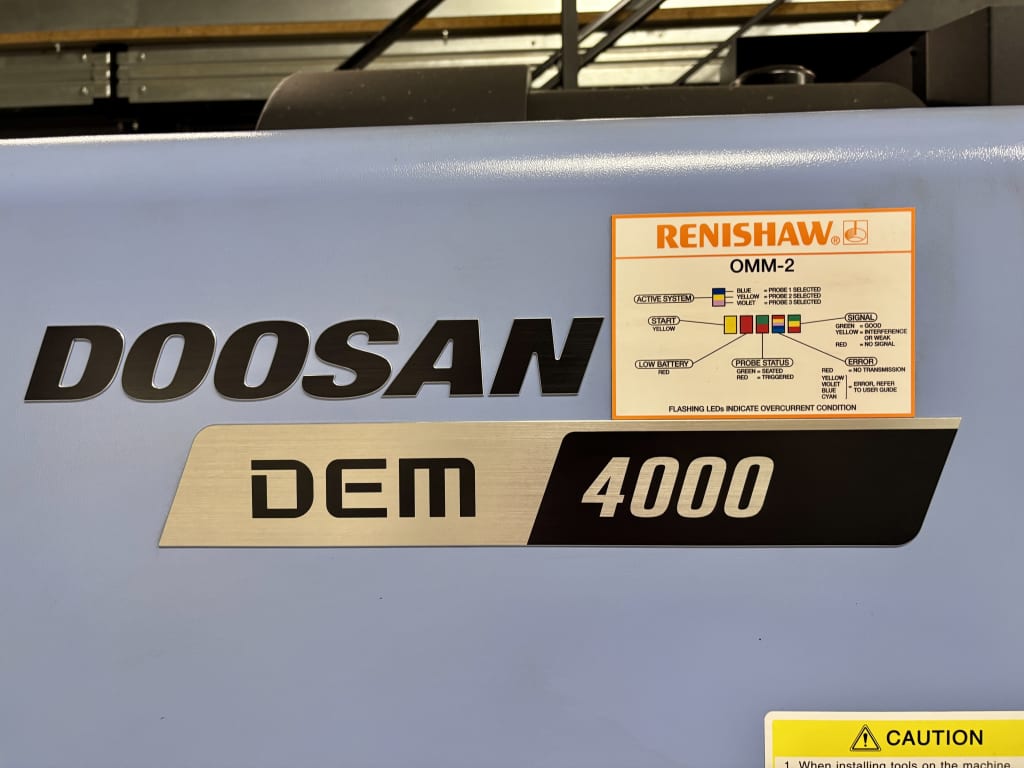 DOOSAN
DEM 4000
RENISHAW®
OMM-2
ACTIVE SYSTEM
BLUE = PROBE 1 SELECTED
YELLOW = PROBE 2 SELECTED
VIOLET = PROBE 3 SELECTED
START
YELLOW
SIGNAL
GREEN = GOOD
YELLOW = INTERFERENCE
OR WEAK
RED = NO SIGNAL
LOW BATTERY
RED
PROBE STATUS
GREEN = SEATED
RED = TRIGGERED
ERROR
RED = NO TRANSMISSION
YELLOW
VIOLET
BLUE
CYAN
= ERROR, REFER
TO USER GUIDE
FLASHING LEDs INDICATE OVERCURRENT CONDITION
CAUTION
1. When installing tools on the machine